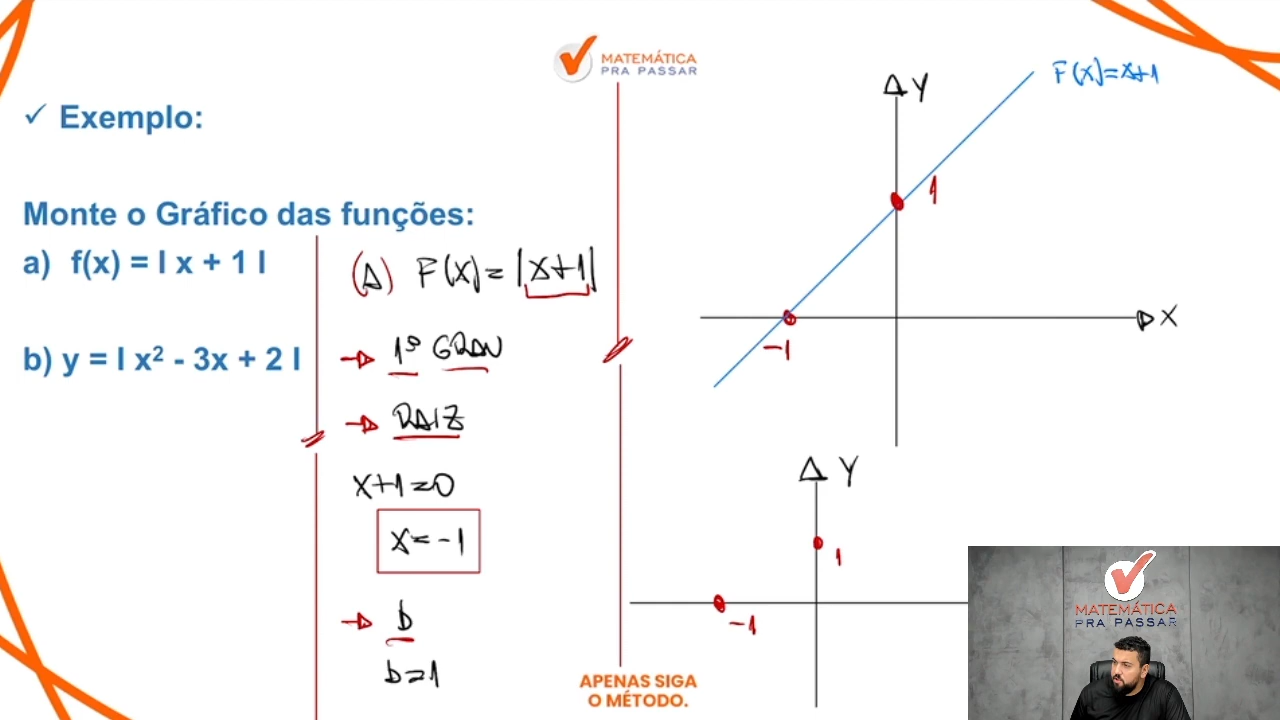 MATEMÁTICA
PRA PASSAR
✓ Exemplo:
Monte o Gráfico das funções:
a) f(x) = l x + 1 l
b) y = l x² - 3x + 2 l
(A) F(x) = |x+1|
→ 1º GRAU
→ RAIZ
x+1=0
x = -1
→ b
b=1
Y
F(x)=x+1
1
X
-1
Y
1
-1
APENAS SIGA
O MÉTODO.
MATEMÁTICA
PRA PASSAR